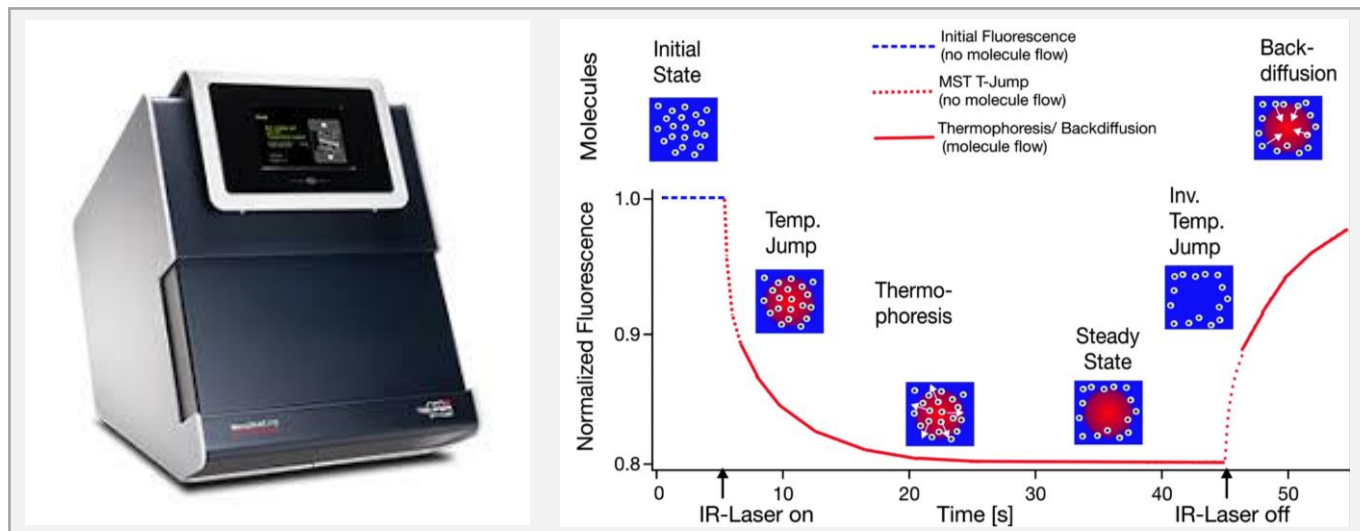 Initial
State
Initial Fluorescence
(no molecule flow)
MST T-Jump
(no molecule flow)
Thermophoresis/ Backdiffusion
(molecule flow)
Back-
diffusion
Molecules
Normalized Fluorescence
1.0
0.9
0.8
Temp.
Jump
Thermo-
phoresis
Steady
State
Inv.
Temp.
Jump
0
10
20
30
40
50
IR-Laser on
Time [s]
IR-Laser off